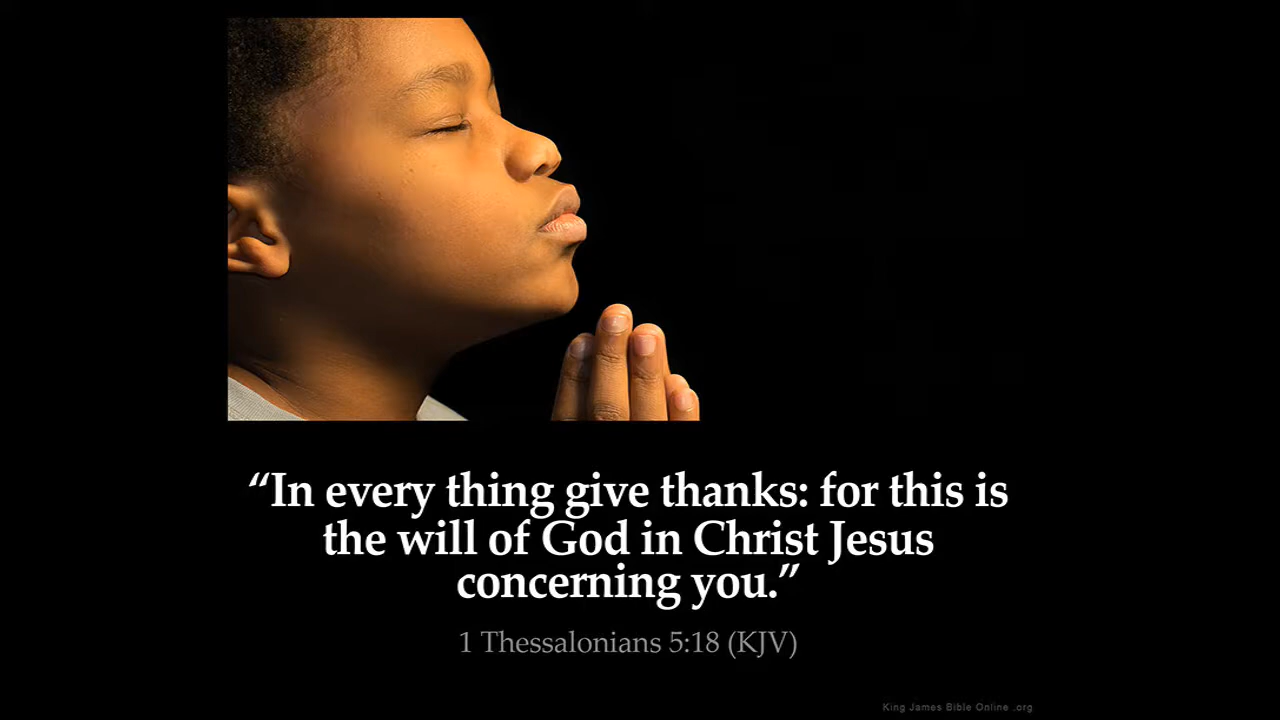 “In every thing give thanks: for this is
the will of God in Christ Jesus
concerning you.”
1 Thessalonians 5:18 (KJV)
King James Bible Online .org